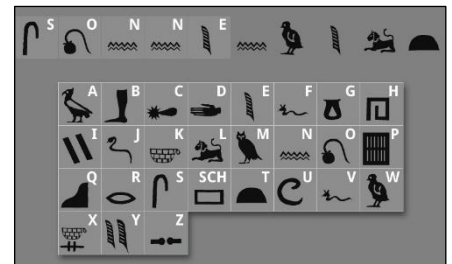 S O N N E
A B C D E F G H
I J K L M N O P
Q R S SCH T U V W
X Y Z